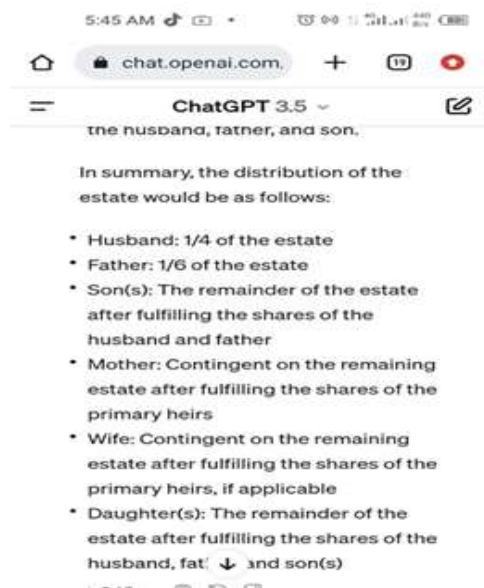 5:45 AM
chat.openai.com,
19
ChatGPT 3.5
the husband, father, and son.
In summary, the distribution of the
estate would be as follows:
• Husband: 1/4 of the estate
• Father: 1/6 of the estate
• Son(s): The remainder of the estate
after fulfilling the shares of the
husband and father
• Mother: Contingent on the remaining
estate after fulfilling the shares of the
primary heirs
• Wife: Contingent on the remaining
estate after fulfilling the shares of the
primary heirs, if applicable
• Daughter(s): The remainder of the
estate after fulfilling the shares of the
husband, fat and son(s)